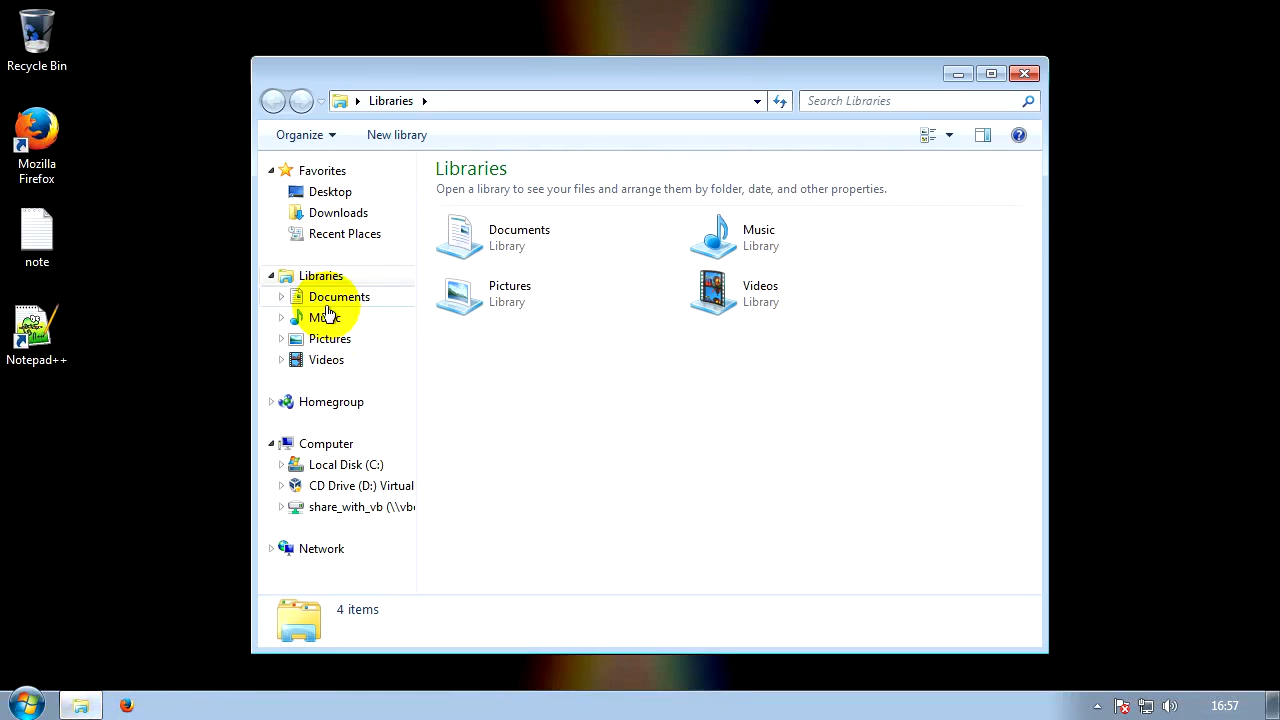 Recycle Bin
Mozilla
Firefox
note
Notepad++
Libraries
Search Libraries
Organize
New library
Favorites
Desktop
Downloads
Recent Places
Libraries
Documents
Music
Pictures
Videos
Homegroup
Computer
Local Disk (C:)
CD Drive (D:) Virtual
share_with_vb (\\vb
Network
Libraries
Open a library to see your files and arrange them by folder, date, and other properties.
Documents
Library
Music
Library
Pictures
Library
Videos
Library
4 items
16:57